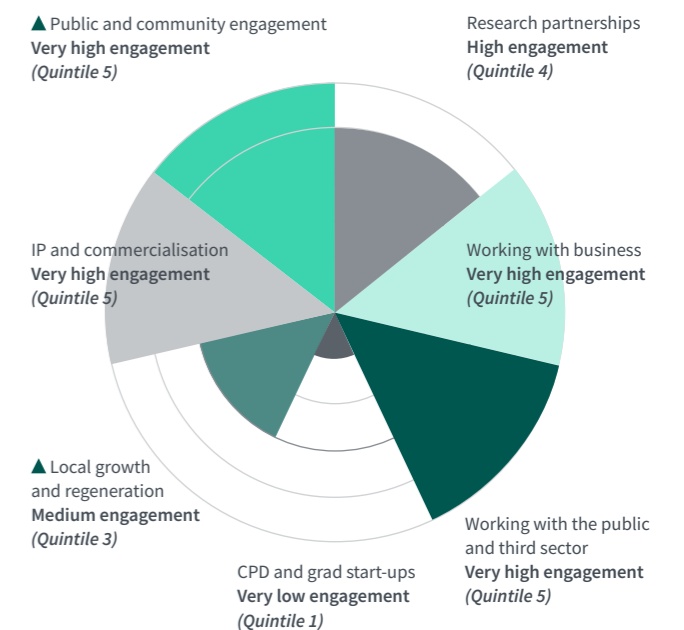 ▲ Public and community engagement
Very high engagement
(Quintile 5)
Research partnerships
High engagement
(Quintile 4)
IP and commercialisation
Very high engagement
(Quintile 5)
Working with business
Very high engagement
(Quintile 5)
▲ Local growth
and regeneration
Medium engagement
(Quintile 3)
Working with the public
and third sector
Very high engagement
(Quintile 5)
CPD and grad start-ups
Very low engagement
(Quintile 1)